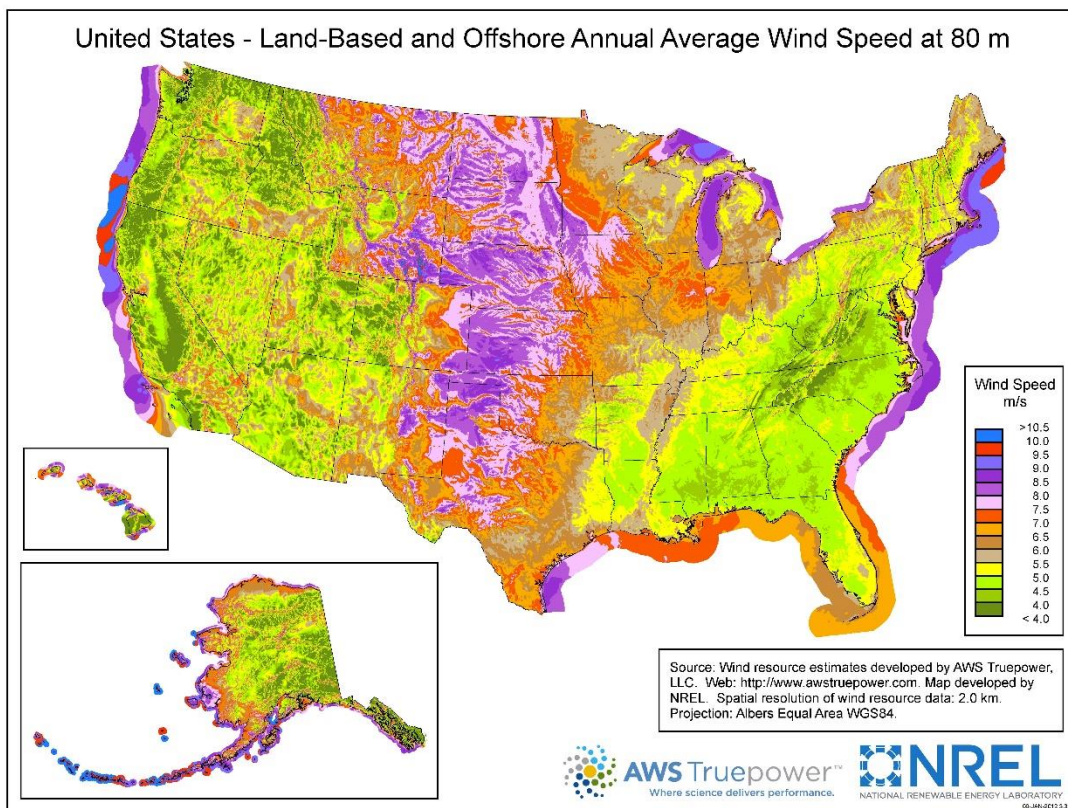 United States - Land-Based and Offshore Annual Average Wind Speed at 80 m
Wind Speed
m/s
>10.5
10.0
9.5
9.0
8.5
8.0
7.5
7.0
6.5
6.0
5.5
5.0
4.5
4.0
< 4.0
Source: Wind resource estimates developed by AWS Truepower,
LLC. Web: http://www.awstruepower.com. Map developed by
NREL. Spatial resolution of wind resource data: 2.0 km.
Projection: Albers Equal Area WGS84.
AWS Truepower™
Where science delivers performance.
NREL
NATIONAL RENEWABLE ENERGY LABORATORY